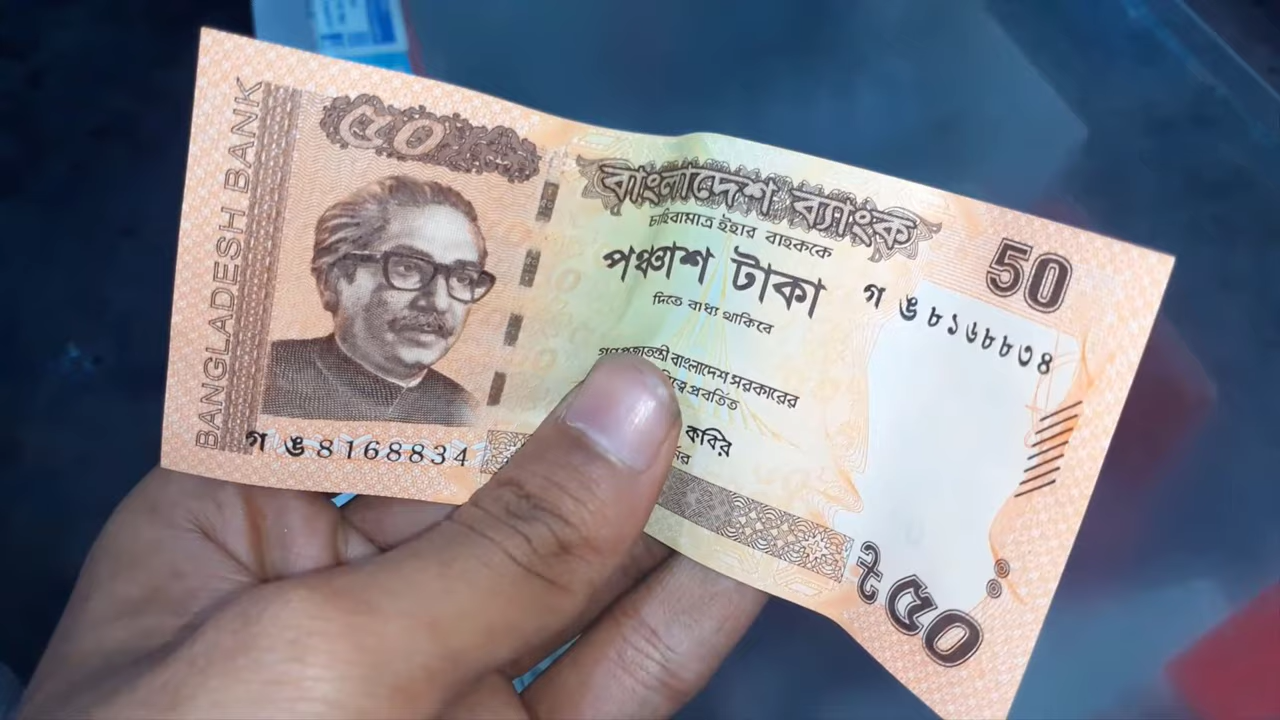 BANGLADESH BANK
৫০
বাংলাদেশ ব্যাংক
চাহিবামাত্র ইহার বাহককে
পঞ্চাশ টাকা
দিতে বাধ্য থাকিবে
50
গ ঙ ৮১৬৮৮৩৪
গণপ্রজাতন্ত্রী বাংলাদেশ সরকারের
প্রবর্তিত
কবির
গ ঙ 8168834
৳৫০